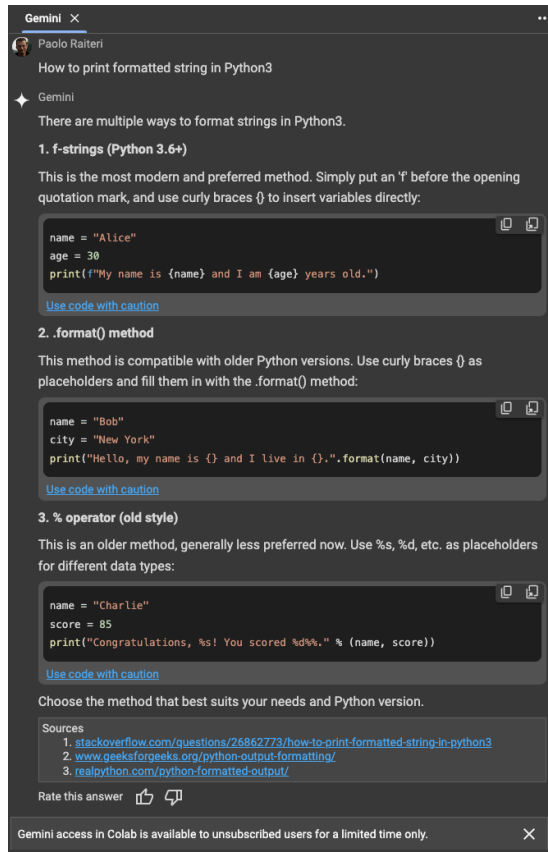 Gemini
Paolo Raiteri
How to print formatted string in Python3
Gemini
There are multiple ways to format strings in Python3.
1. f-strings (Python 3.6+)
This is the most modern and preferred method. Simply put an 'f' before the opening
quotation mark, and use curly braces {} to insert variables directly:
name = "Alice"
age = 30
print(f"My name is {name} and I am {age} years old.")
Use code with caution
2. .format() method
This method is compatible with older Python versions. Use curly braces {} as
placeholders and fill them in with the .format() method:
name = "Bob"
city = "New York"
print("Hello, my name is {} and I live in {}.".format(name, city))
Use code with caution
3. % operator (old style)
This is an older method, generally less preferred now. Use %s, %d, etc. as placeholders
for different data types:
name = "Charlie"
score = 85
print("Congratulations, %s! You scored %d%%." % (name, score))
Use code with caution
Choose the method that best suits your needs and Python version.
Sources
1. stackoverflow.com/questions/26862773/how-to-print-formatted-string-in-python3
2. www.geeksforgeeks.org/python-output-formatting/
3. realpython.com/python-formatted-output/
Rate this answer
Gemini access in Colab is available to unsubscribed users for a limited time only.